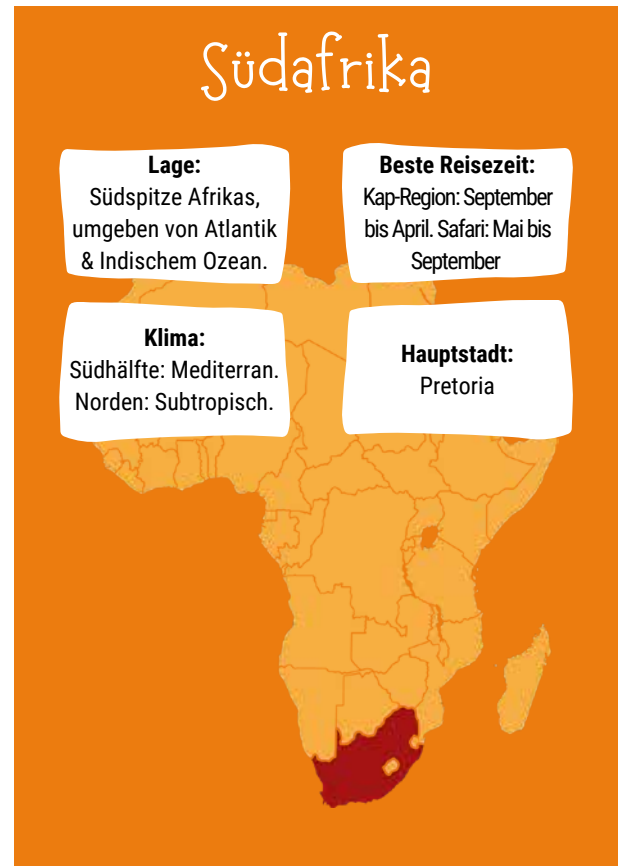 Südafrika
Lage:
Südspitze Afrikas,
umgeben von Atlantik
& Indischem Ozean.
Beste Reisezeit:
Kap-Region: September
bis April. Safari: Mai bis
September
Klima:
Südhälfte: Mediterran.
Norden: Subtropisch.
Hauptstadt:
Pretoria